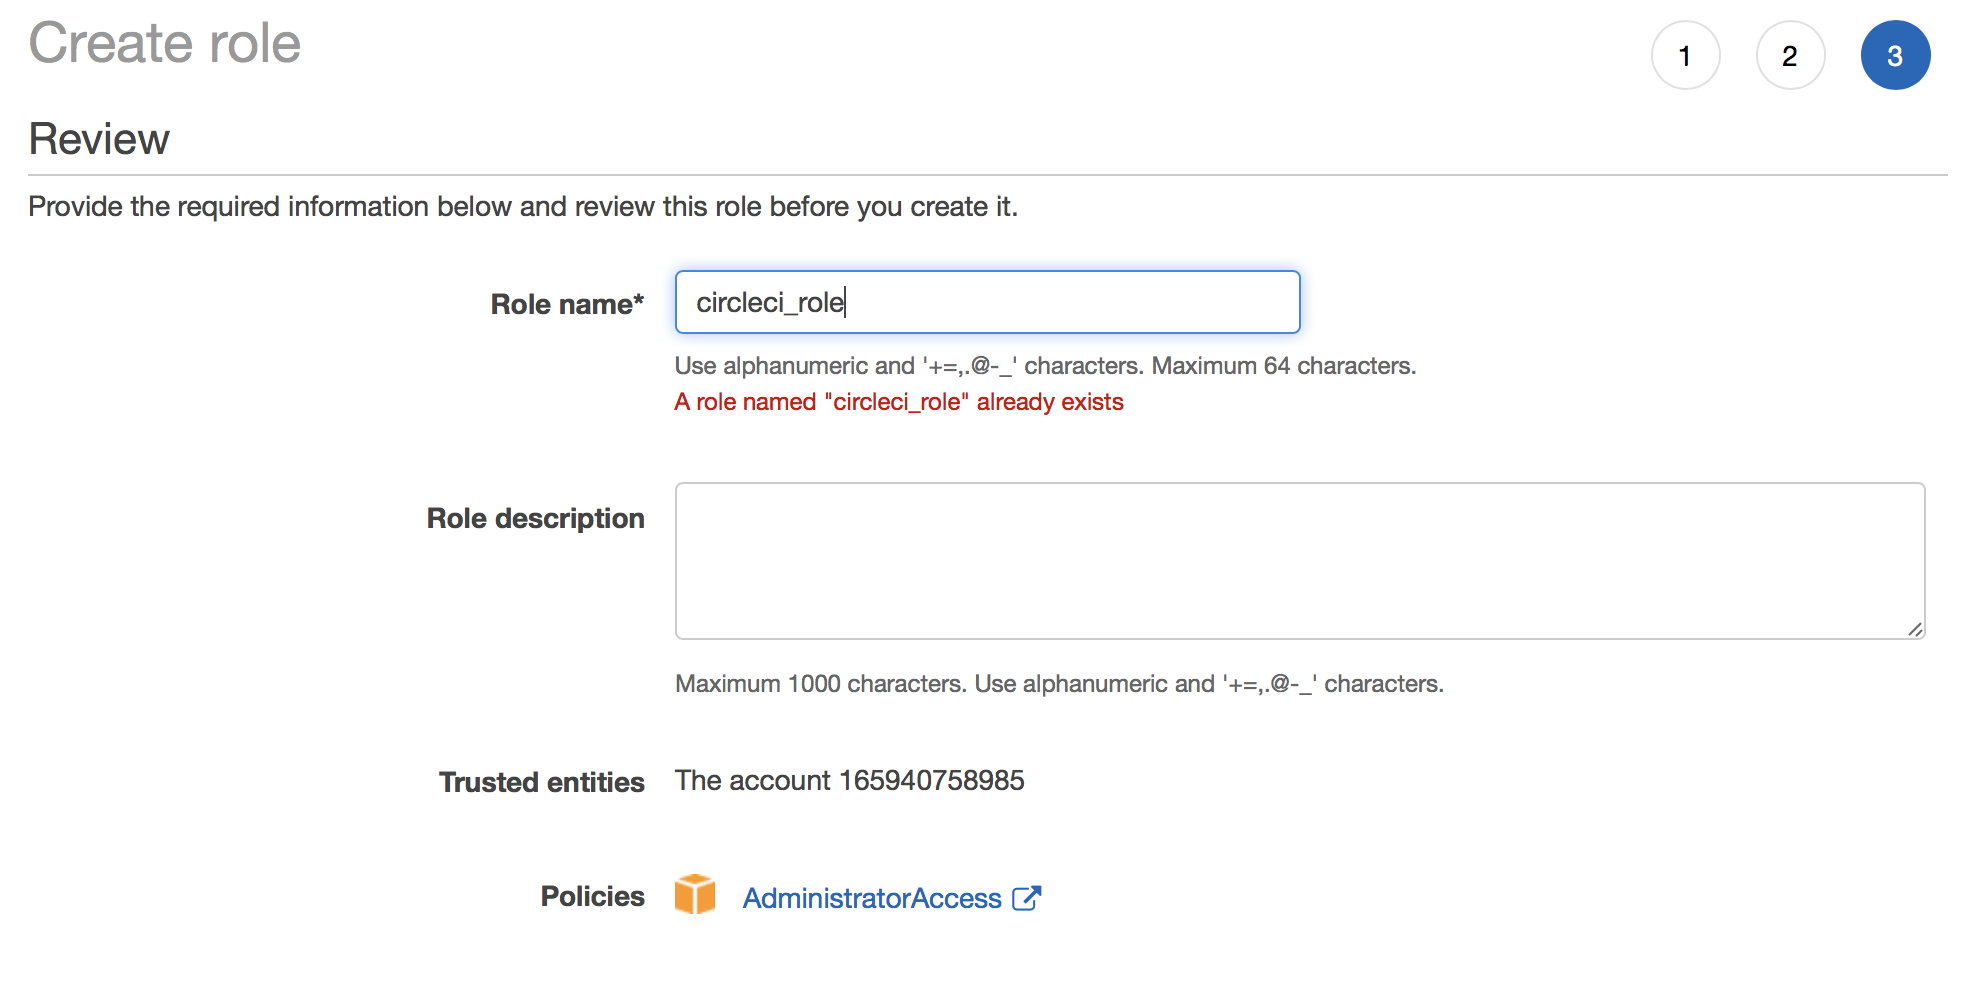 Create role
1 2 3
Review
Provide the required information below and review this role before you create it.
Role name* circleci_role
Use alphanumeric and '+=,.@-_' characters. Maximum 64 characters.
A role named "circleci_role" already exists
Role description
Maximum 1000 characters. Use alphanumeric and '+=,.@-_' characters.
Trusted entities The account 165940758985
Policies AdministratorAccess